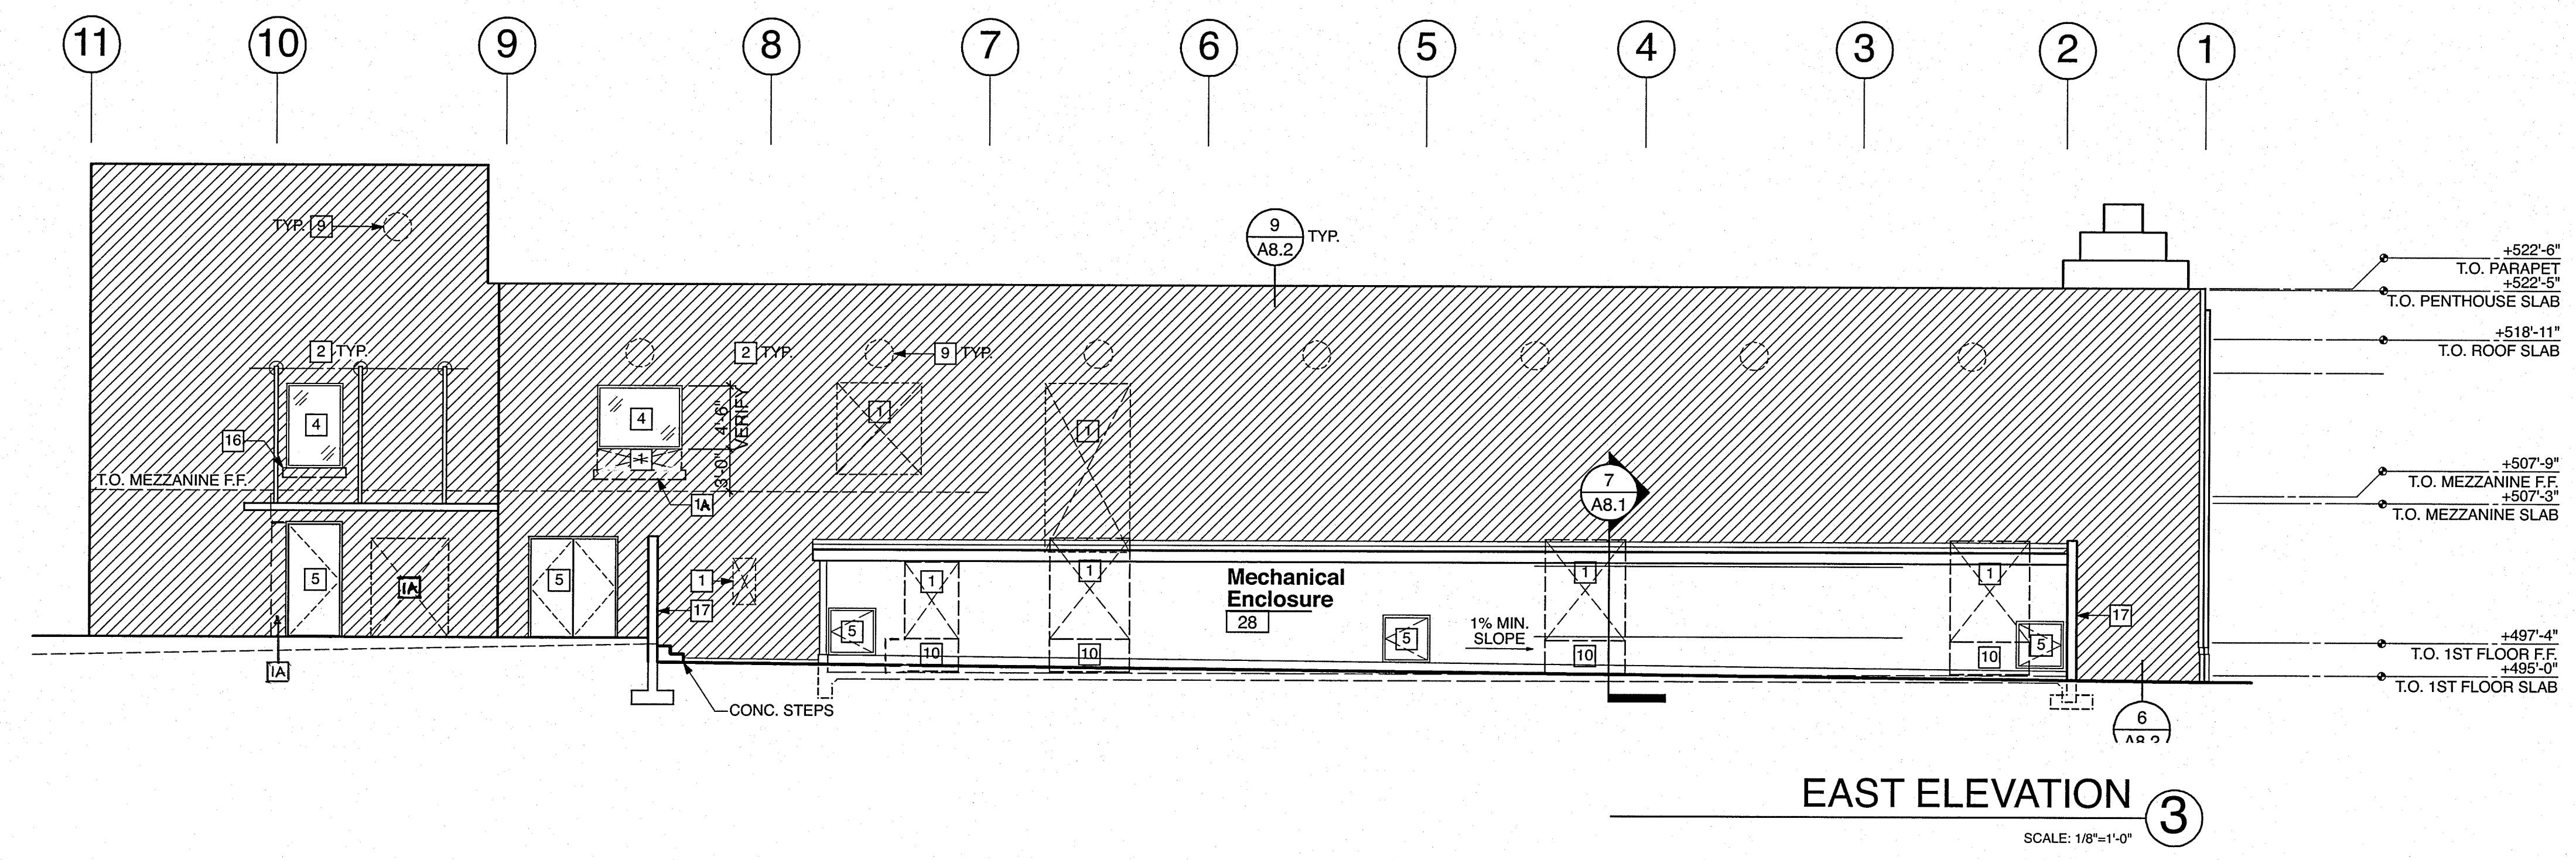 11 10 9 8 7 6 5 4 3 2 1
TYP. 9
9
A8.2
TYP.
+522'-6"
T.O. PARAPET
+522'-5"
T.O. PENTHOUSE SLAB
+518'-11"
T.O. ROOF SLAB
2 TYP.
2 TYP.
9 TYP.
4
16
4
1
4'-6"
VERIFY
3'-0"
1A
1
1
T.O. MEZZANINE F.F.
7
A8.1
+507'-9"
T.O. MEZZANINE F.F.
+507'-3"
T.O. MEZZANINE SLAB
5
1A
5
1
17
1
1
Mechanical
Enclosure
28
1
1
17
5
5
1% MIN.
SLOPE
5
10
10
10
10
1A
CONC. STEPS
+497'-4"
T.O. 1ST FLOOR F.F.
+495'-0"
T.O. 1ST FLOOR SLAB
6
A8.2
EAST ELEVATION
3
SCALE: 1/8"=1'-0"